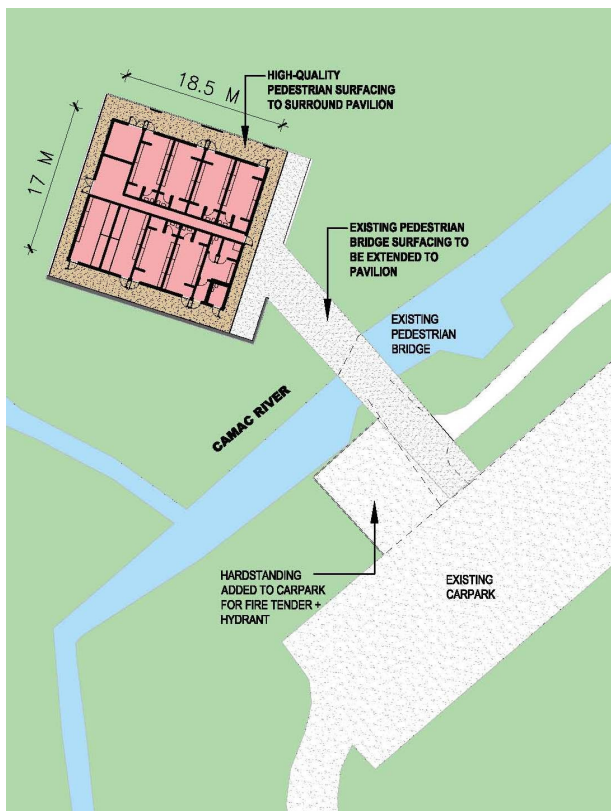 18.5 M
HIGH-QUALITY
PEDESTRIAN SURFACING
TO SURROUND PAVILION
17 M
EXISTING PEDESTRIAN
BRIDGE SURFACING TO
BE EXTENDED TO
PAVILION
EXISTING
PEDESTRIAN
BRIDGE
CAMAC RIVER
HARDSTANDING
ADDED TO CARPARK
FOR FIRE TENDER +
HYDRANT
EXISTING
CARPARK